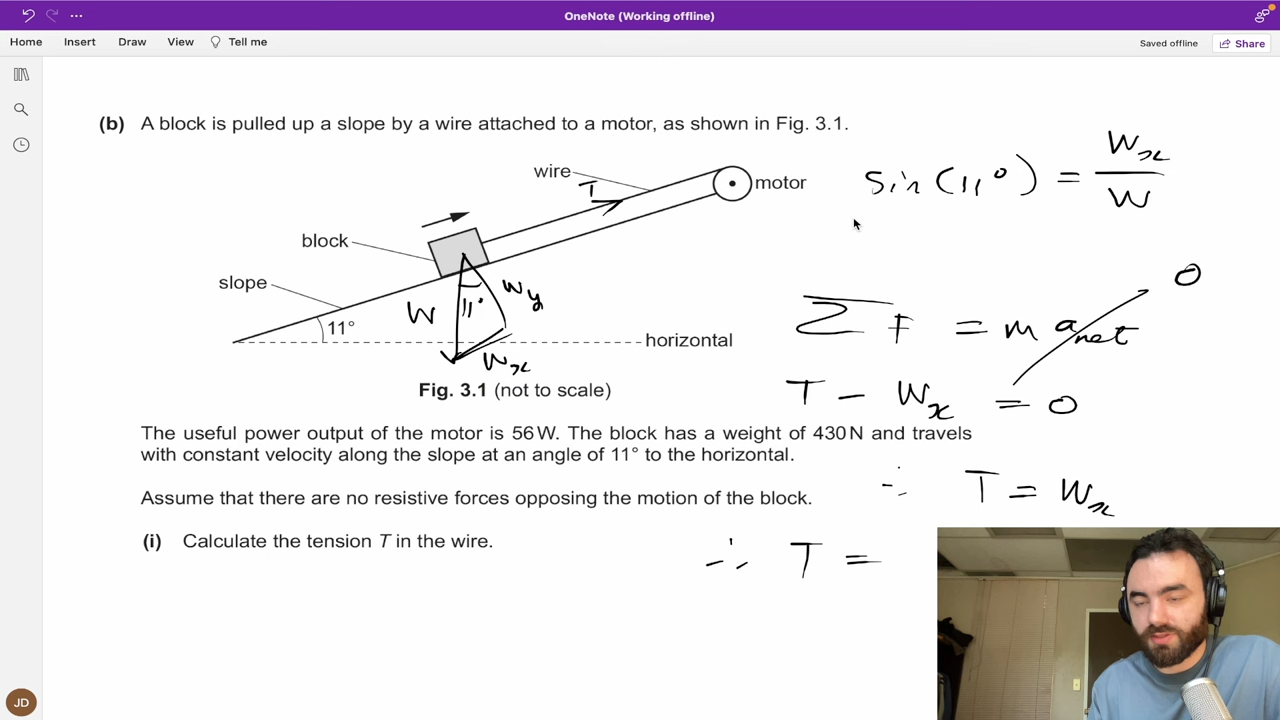 OneNote (Working offline)
Home Insert Draw View Tell me
Saved offline Share
(b) A block is pulled up a slope by a wire attached to a motor, as shown in Fig. 3.1.
wire
T
motor
block
slope
11°
W
11°
Wy
Wx
horizontal
Fig. 3.1 (not to scale)
The useful power output of the motor is 56 W. The block has a weight of 430 N and travels
with constant velocity along the slope at an angle of 11° to the horizontal.
Assume that there are no resistive forces opposing the motion of the block.
(i) Calculate the tension T in the wire.
sin(11°) = Wx / W
0
ΣF = m a net
T - Wx = 0
∴ T = Wx
∴ T =
JD